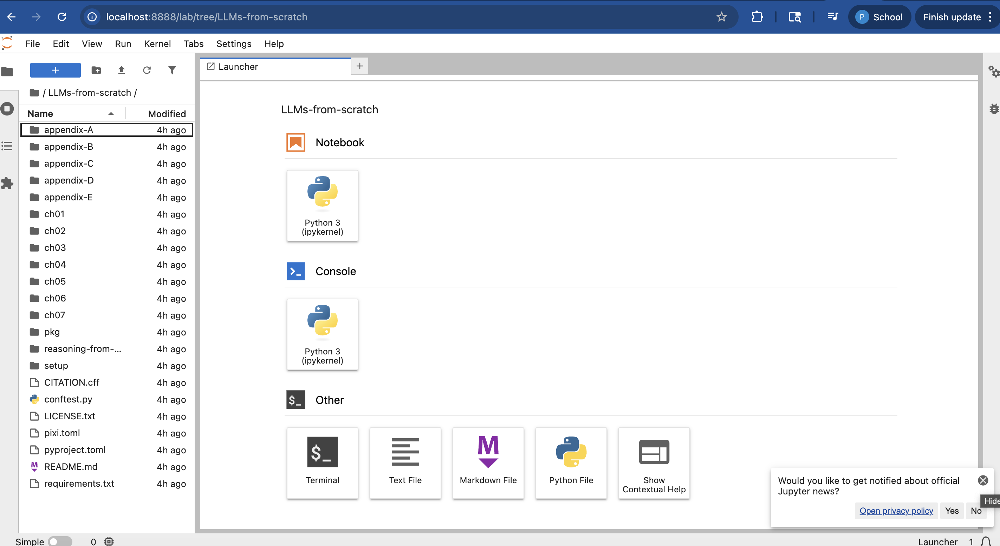 localhost:8888/lab/tree/LLMs-from-scratch
P School
Finish update
File Edit View Run Kernel Tabs Settings Help
+
Launcher
+
/ LLMs-from-scratch /
Name Modified
appendix-A 4h ago
appendix-B 4h ago
appendix-C 4h ago
appendix-D 4h ago
appendix-E 4h ago
ch01 4h ago
ch02 4h ago
ch03 4h ago
ch04 4h ago
ch05 4h ago
ch06 4h ago
ch07 4h ago
pkg 4h ago
reasoning-from-... 4h ago
setup 4h ago
CITATION.cff 4h ago
conftest.py 4h ago
LICENSE.txt 4h ago
pixi.toml 4h ago
pyproject.toml 4h ago
README.md 4h ago
requirements.txt 4h ago
LLMs-from-scratch
Notebook
Python 3
(ipykernel)
Console
Python 3
(ipykernel)
$_ Other
$_
M
Terminal
Text File
Markdown File
Python File
Show
Contextual Help
Would you like to get notified about official
Jupyter news?
Hide
Open privacy policy Yes No
Simple 0
Launcher 1